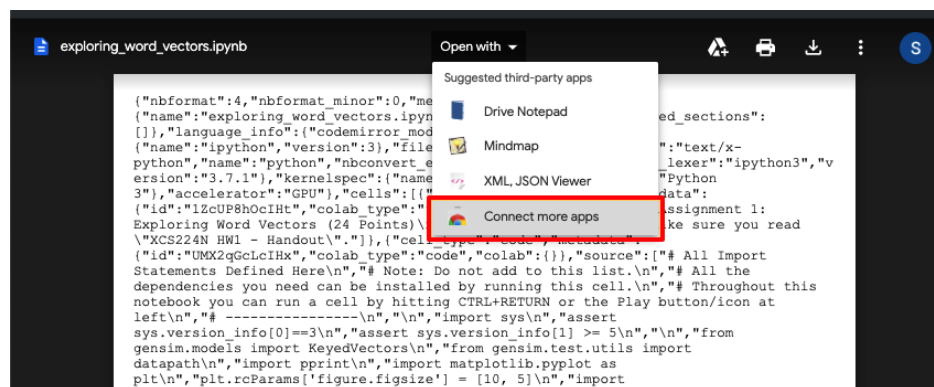 exploring_word_vectors.ipynb
Open with
S
Suggested third-party apps
Drive Notepad
Mindmap
XML, JSON Viewer
Connect more apps
{"nbformat":4,"nbformat_minor":0,"me
{"name":"exploring_word_vectors.ipyn ed_sections":
[]},"language_info":{"codemirror_mod
{"name":"ipython","version":3},"file ":"text/x-
python","name":"python","nbconvert_e _lexer":"ipython3","v
ersion":"3.7.1"},"kernelspec":{"name "Python
3"},"accelerator":"GPU"},"cells":[{" data":
{"id":"1ZcUP8hOcIHt","colab_type":" Assignment 1:
Exploring Word Vectors (24 Points)\ ke sure you read
\"XCS224N HW1 - Handout\"."]},{"cell_type":"code","metadata":
{"id":"UMX2qGcLcIHx","colab_type":"code","colab":{}},"source":["# All Import
Statements Defined Here\n","# Note: Do not add to this list.\n","# All the
dependencies you need can be installed by running this cell.\n","# Throughout this
notebook you can run a cell by hitting CTRL+RETURN or the Play button/icon at
left\n","# ----------------\n","\n","import sys\n","assert
sys.version_info[0]==3\n","assert sys.version_info[1] >= 5\n","\n","from
gensim.models import KeyedVectors\n","from gensim.test.utils import
datapath\n","import pprint\n","import matplotlib.pyplot as
plt\n","plt.rcParams['figure.figsize'] = [10, 5]\n","import